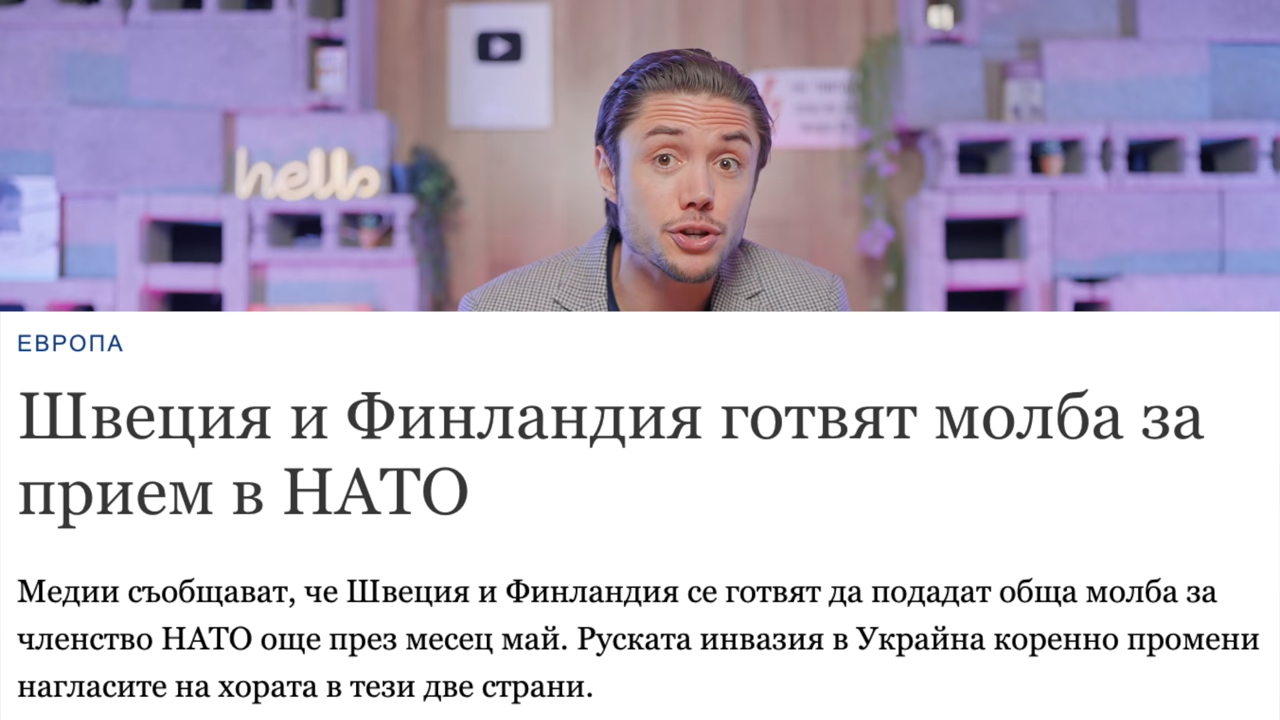 hello
ЕВРОПА
Швеция и Финландия готвят молба за
прием в НАТО
Медии съобщават, че Швеция и Финландия се готвят да подадат обща молба за
членство НАТО още през месец май. Руската инвазия в Украйна коренно промени
нагласите на хората в тези две страни.